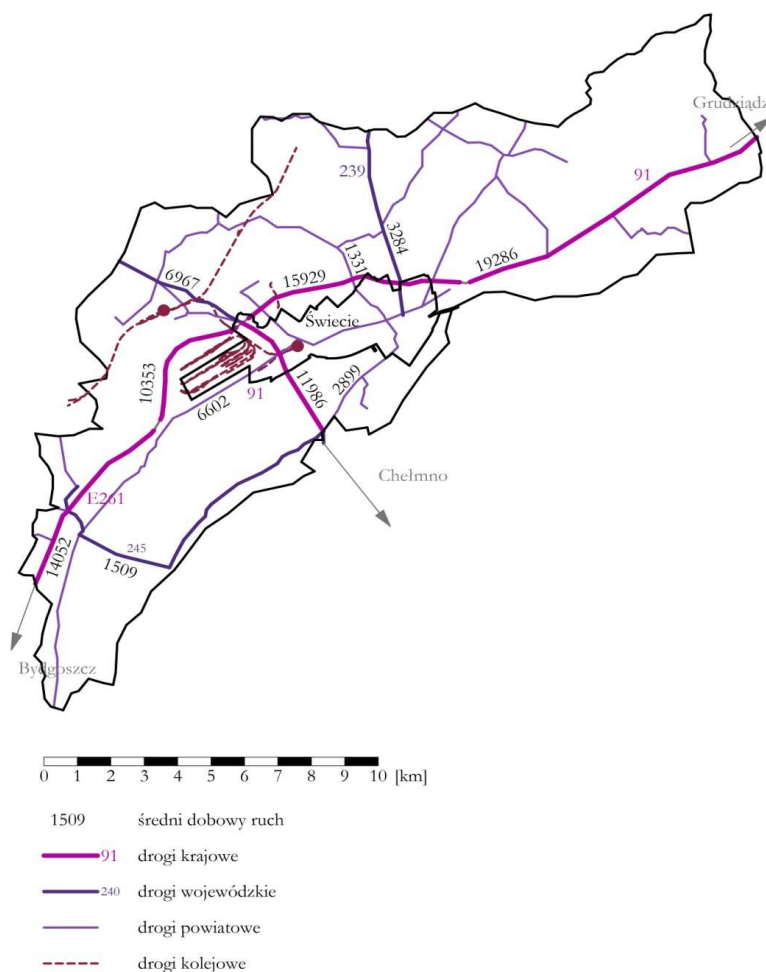 Grudziądz
91
239
3284
1331
19286
15929
6967
Świecie
10353
6602
91
11986
2899
Chełmno
E261
14052
245
1509
Bydgoszcz
0 1 2 3 4 5 6 7 8 9 10 [km]
1509 średni dobowy ruch
91 drogi krajowe
240 drogi wojewódzkie
drogi powiatowe
drogi kolejowe